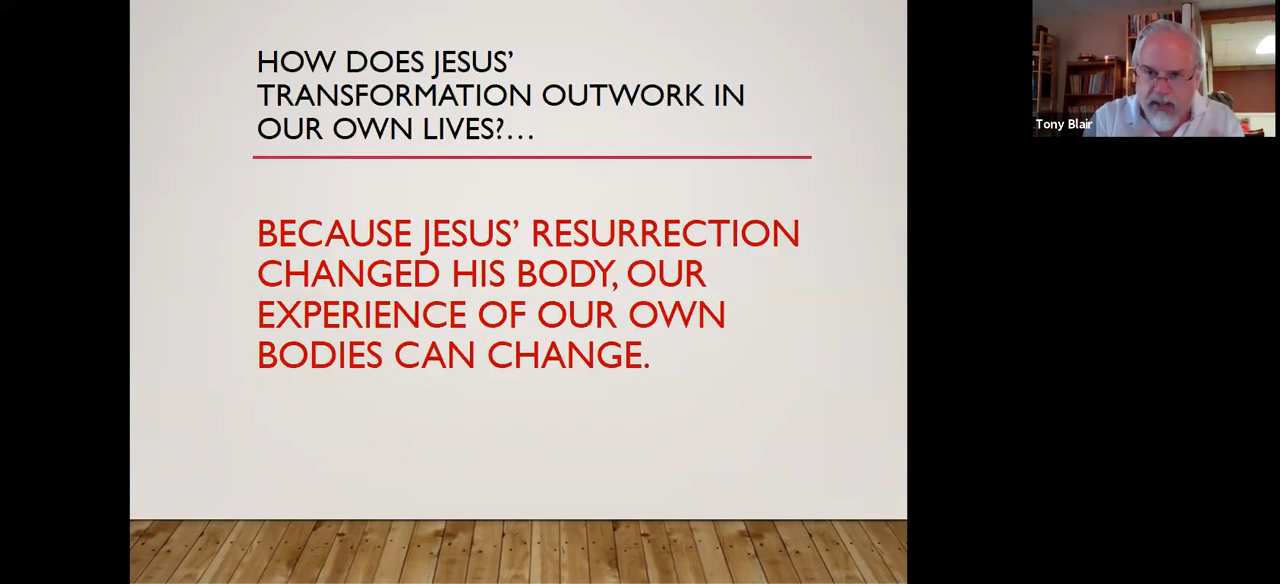 HOW DOES JESUS’
TRANSFORMATION OUTWORK IN
OUR OWN LIVES?…
BECAUSE JESUS’ RESURRECTION
CHANGED HIS BODY, OUR
EXPERIENCE OF OUR OWN
BODIES CAN CHANGE.
Tony Blair